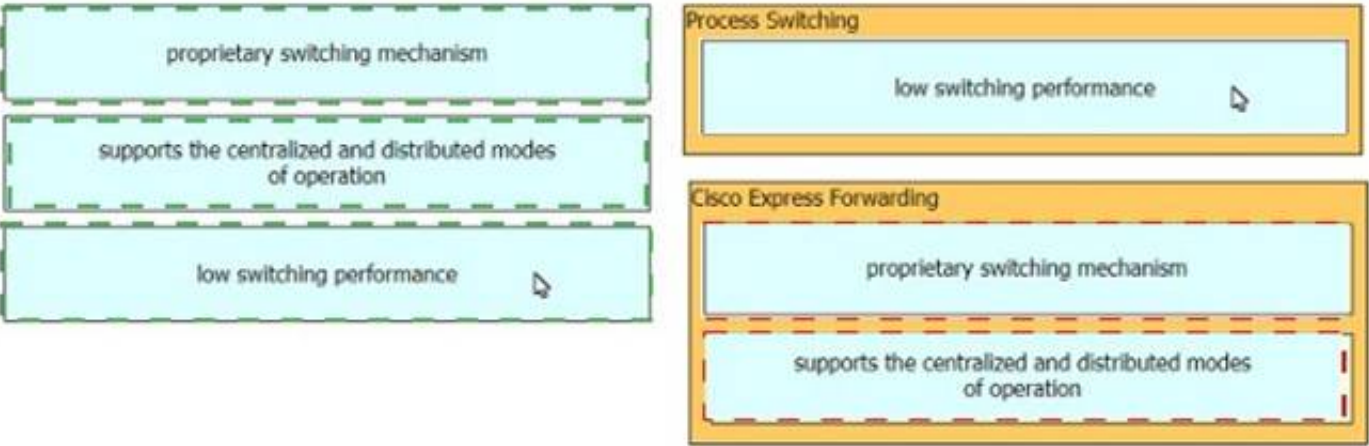 proprietary switching mechanism
supports the centralized and distributed modes
of operation
low switching performance
Process Switching
low switching performance
Cisco Express Forwarding
proprietary switching mechanism
supports the centralized and distributed modes
of operation